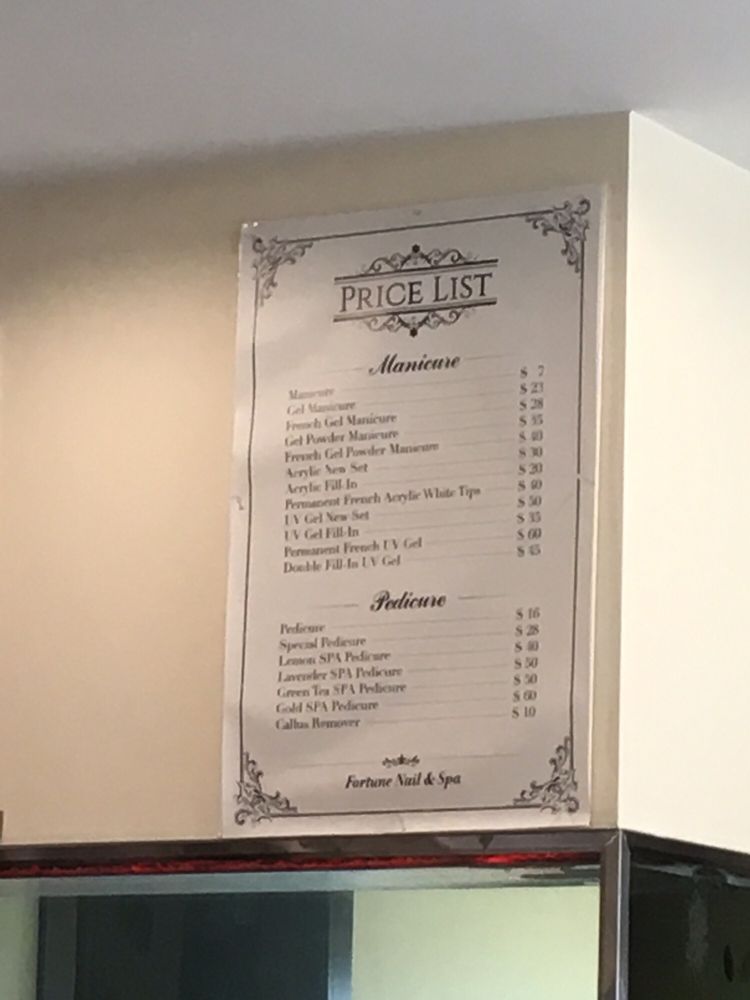 PRICE LIST
Manicure
Manicure $ 7
Gel Manicure $ 23
French Gel Manicure $ 28
Gel Powder Manicure $ 35
French Gel Powder Manicure $ 40
Acrylic New Set $ 30
Acrylic Fill-In $ 20
Permanent French Acrylic White Tips $ 40
UV Gel New Set $ 50
UV Gel Fill-In $ 35
Permanent French UV Gel $ 60
Double Fill-In UV Gel $ 45
Pedicure
Pedicure $ 16
Special Pedicure $ 28
Lemon SPA Pedicure $ 40
Lavender SPA Pedicure $ 50
Green Tea SPA Pedicure $ 50
Gold SPA Pedicure $ 60
Callus Remover $ 10
Fortune Nail & Spa